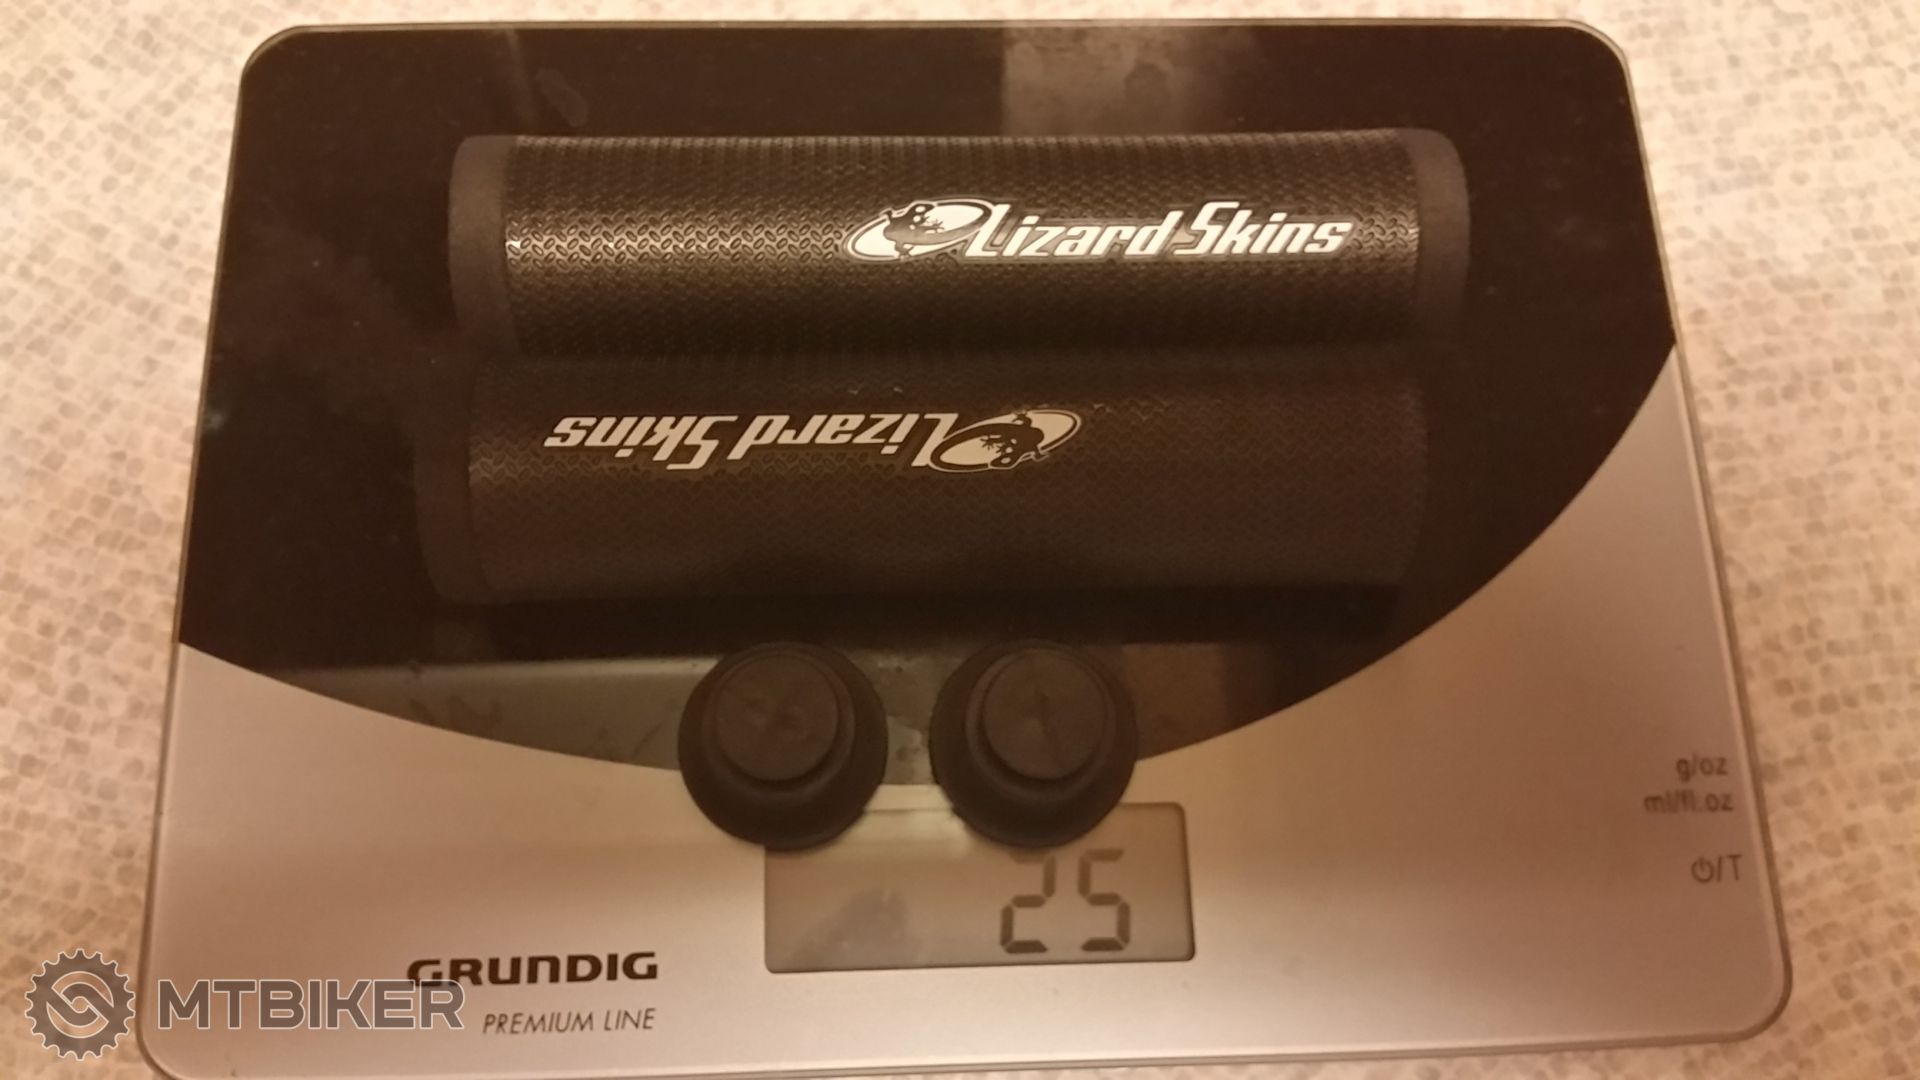 Lizard Skins
Lizard Skins
g/oz
ml/fl.oz
⏻/T
25
GRUNDIG
PREMIUM LINE
MTBIKER